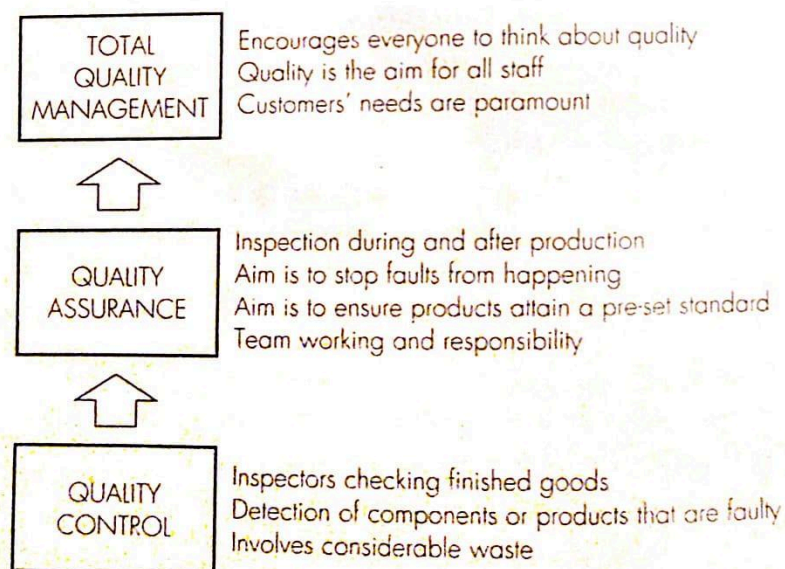 TOTAL
QUALITY
MANAGEMENT
Encourages everyone to think about quality
Quality is the aim for all staff
Customers' needs are paramount
QUALITY
ASSURANCE
Inspection during and after production
Aim is to stop faults from happening
Aim is to ensure products attain a pre-set standard
Team working and responsibility
QUALITY
CONTROL
Inspectors checking finished goods
Detection of components or products that are faulty
Involves considerable waste